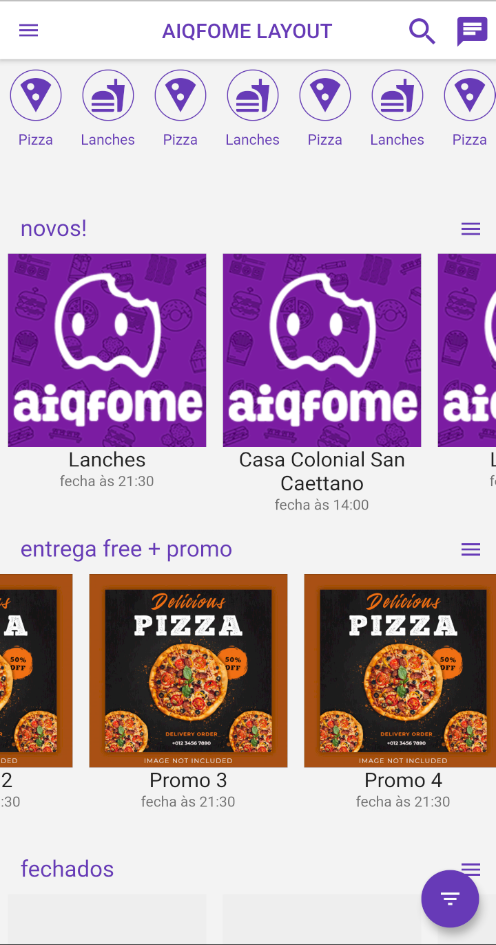 AIQFOME LAYOUT
Pizza Lanches Pizza Lanches Pizza Lanches Pizza
novos!
aiqfome aiqfome ai
Lanches Casa Colonial San L
Caettano
fecha às 21:30 fecha às 14:00 f
entrega free + promo
s Delicious Delicious
A PIZZA PIZZA
50% 50% 50%
OFF OFF OFF
DELIVERY ORDER DELIVERY ORDER
+012 3456 7890 +012 3456 7890
DED IMAGE NOT INCLUDED IMAGE NOT INCLUDED
2 Promo 3 Promo 4
:30 fecha às 21:30 fecha às 21:30
fechados